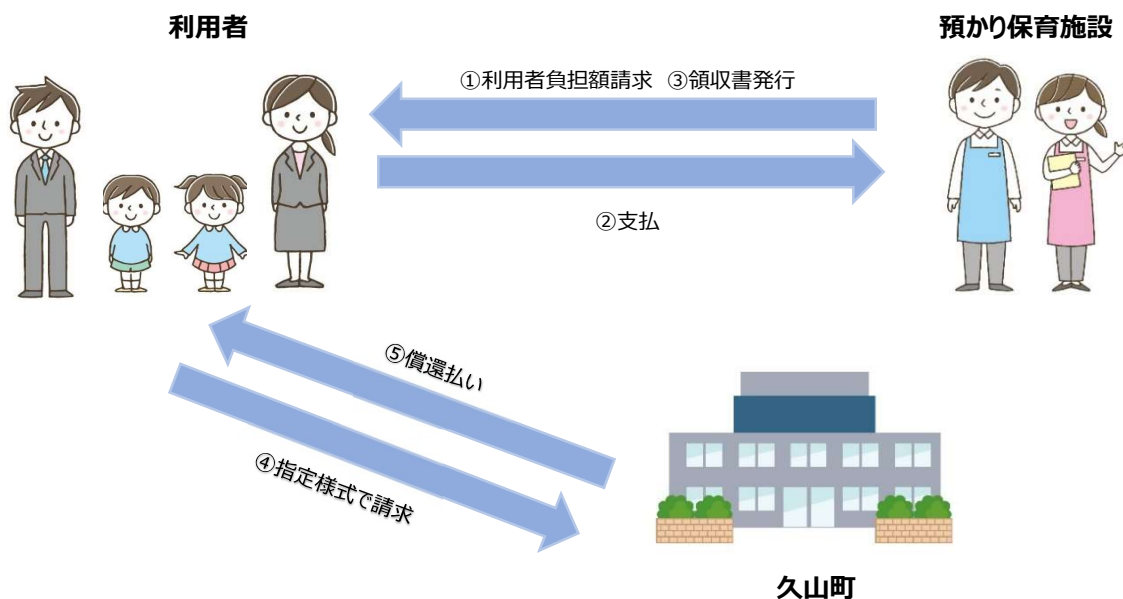 利用者
預かり保育施設
①利用者負担額請求 ③領収書発行
②支払
⑤償還払い
④指定様式で請求
久山町